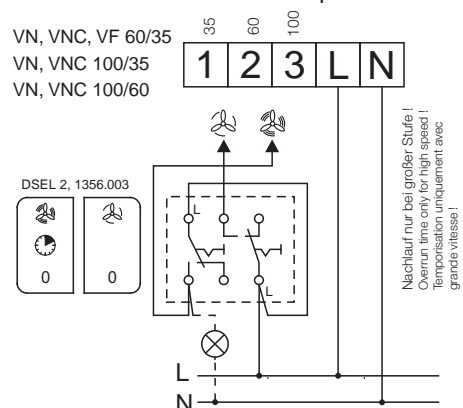 35
60
100
VN, VNC, VF 60/35
VN, VNC 100/35
VN, VNC 100/60
1 2 3 L N
DSEL 2, 1356.003
0
0
L
L
Nachlauf nur bei großer Stufe !
Overrun time only for high speed !
Temporisation uniquement avec
grande vitesse !
L
N